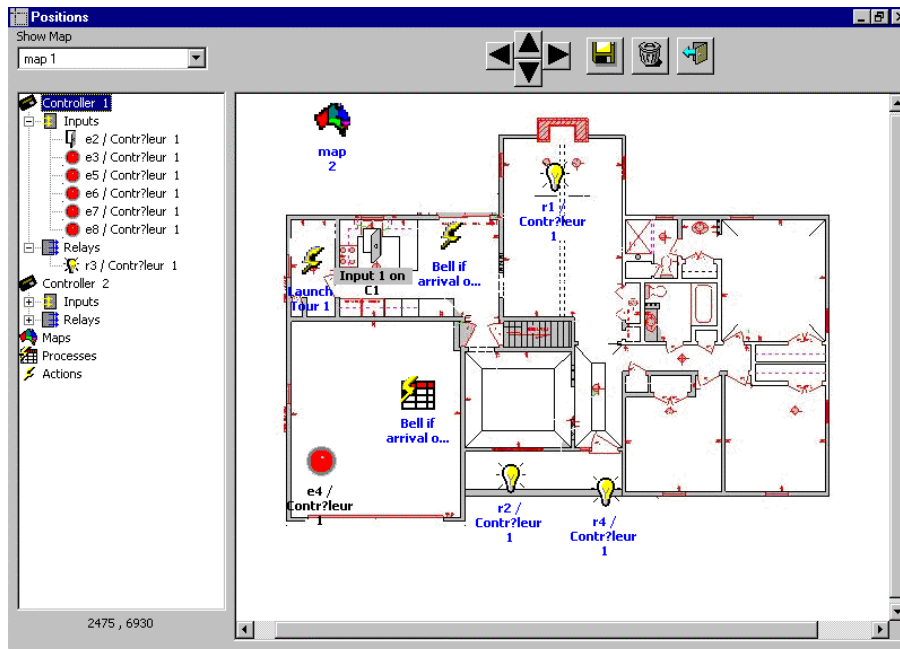 Positions
Show Map
map 1
Controller 1
Inputs
e2 / Contr?leur 1
e3 / Contr?leur 1
e5 / Contr?leur 1
e6 / Contr?leur 1
e7 / Contr?leur 1
e8 / Contr?leur 1
Relays
r3 / Contr?leur 1
Controller 2
Inputs
Relays
Maps
Processes
Actions
2475 , 6930
map
2
r1 /
Contr?leur
1
Launch
Tour 1
Input 1 on
C1
Bell if
arrival o...
Bell if
arrival o...
e4 /
Contr?leur
1
r2 /
Contr?leur
1
r4 /
Contr?leur
1